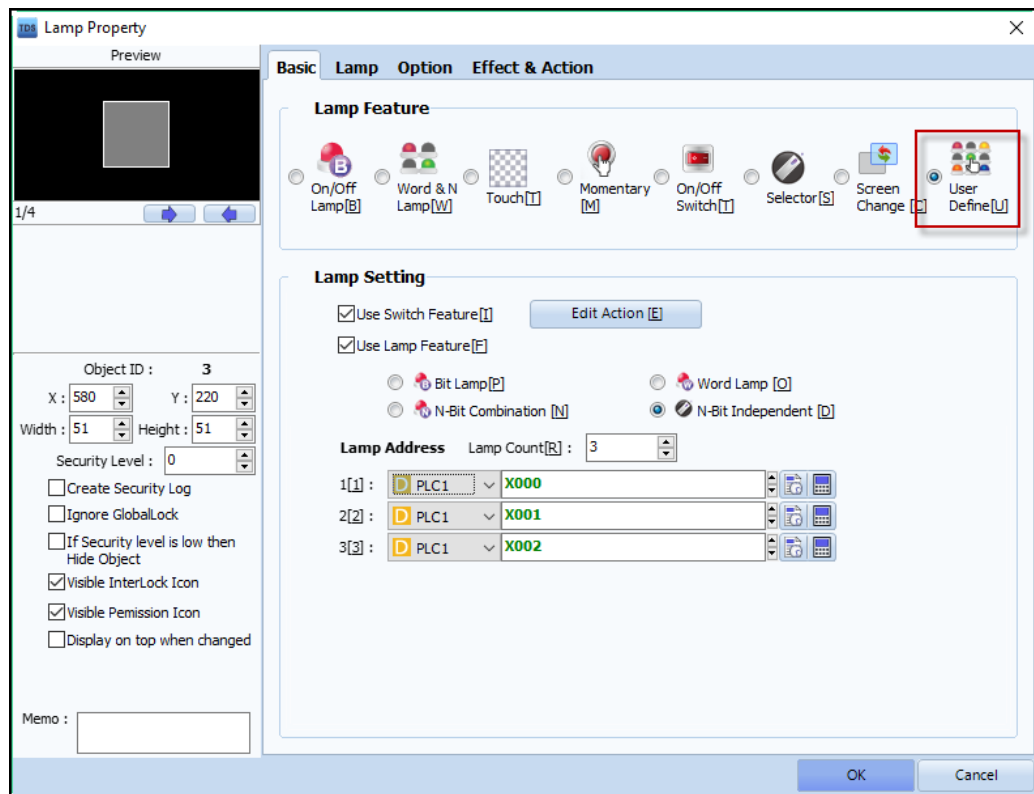 TDS Lamp Property
Preview
1/4
Object ID : 3
X : 580 Y : 220
Width : 51 Height : 51
Security Level : 0
Create Security Log
Ignore GlobalLock
If Security level is low then
Hide Object
Visible InterLock Icon
Visible Pemission Icon
Display on top when changed
Memo :
Basic Lamp Option Effect & Action
Lamp Feature
On/Off
Lamp[B]
Word & N
Lamp[W]
Touch[T]
Momentary
[M]
On/Off
Switch[T]
Selector[S]
Screen
Change [C]
User
Define[U]
Lamp Setting
Use Switch Feature[I] Edit Action [E]
Use Lamp Feature[F]
Bit Lamp[P] Word Lamp [O]
N-Bit Combination [N] N-Bit Independent [D]
Lamp Address Lamp Count[R] : 3
1[1] : D PLC1 X000
2[2] : D PLC1 X001
3[3] : D PLC1 X002
OK Cancel